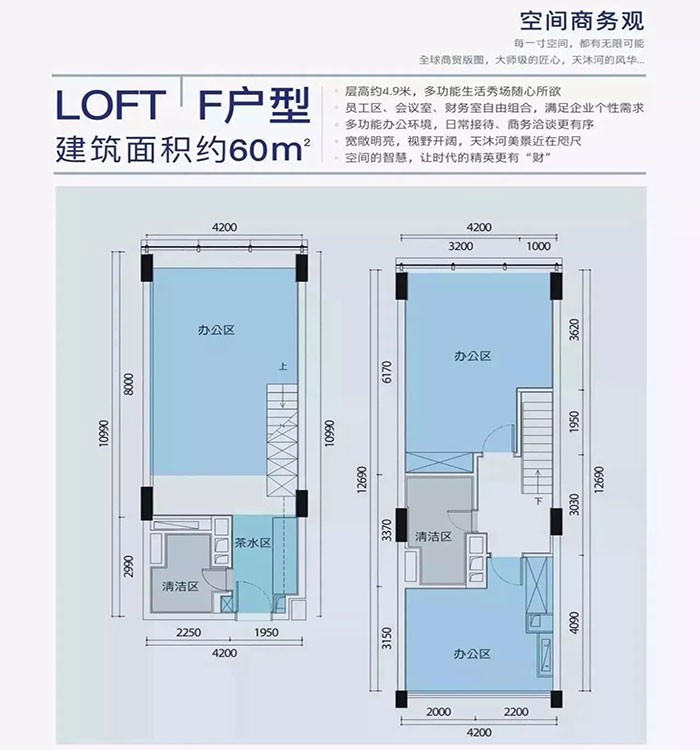 空间商务观
每一寸空间，都有无限可能
全球商贸版图，大师级的匠心，天沐河的风华...
LOFT F户型
建筑面积约60m²
层高约4.9米，多功能生活秀场随心所欲
员工区、会议室、财务室自由组合，满足企业个性需求
多功能办公环境，日常接待、商务洽谈更有序
宽敞明亮，视野开阔，天沐河美景近在咫尺
空间的智慧，让时代的精英更有“财”
4200
办公区
上
8000
10990
10990
2990
茶水区
清洁区
2250
1950
4200
4200
3200
1000
办公区
6170
3620
1950
12690
12690
下
3370
3030
清洁区
3150
4090
办公区
2000
2200
4200